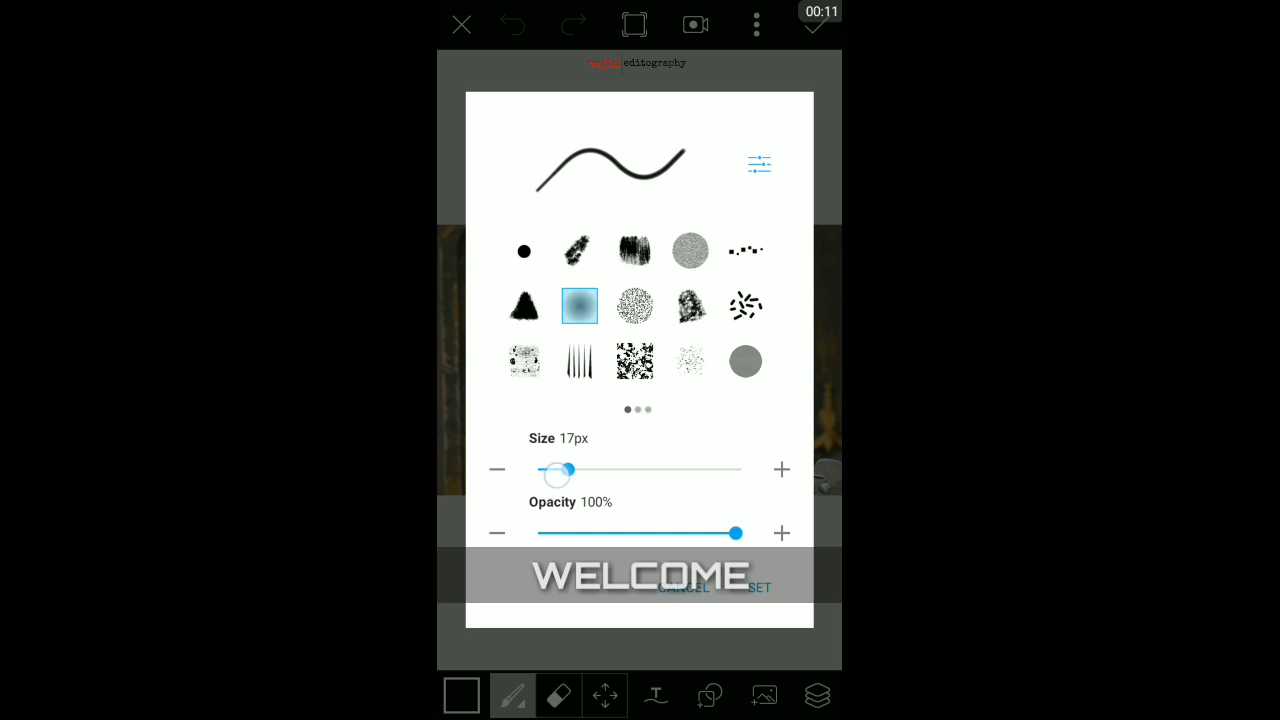 00:11
editography
Size 17px
Opacity 100%
WELCOME
CANCEL SET